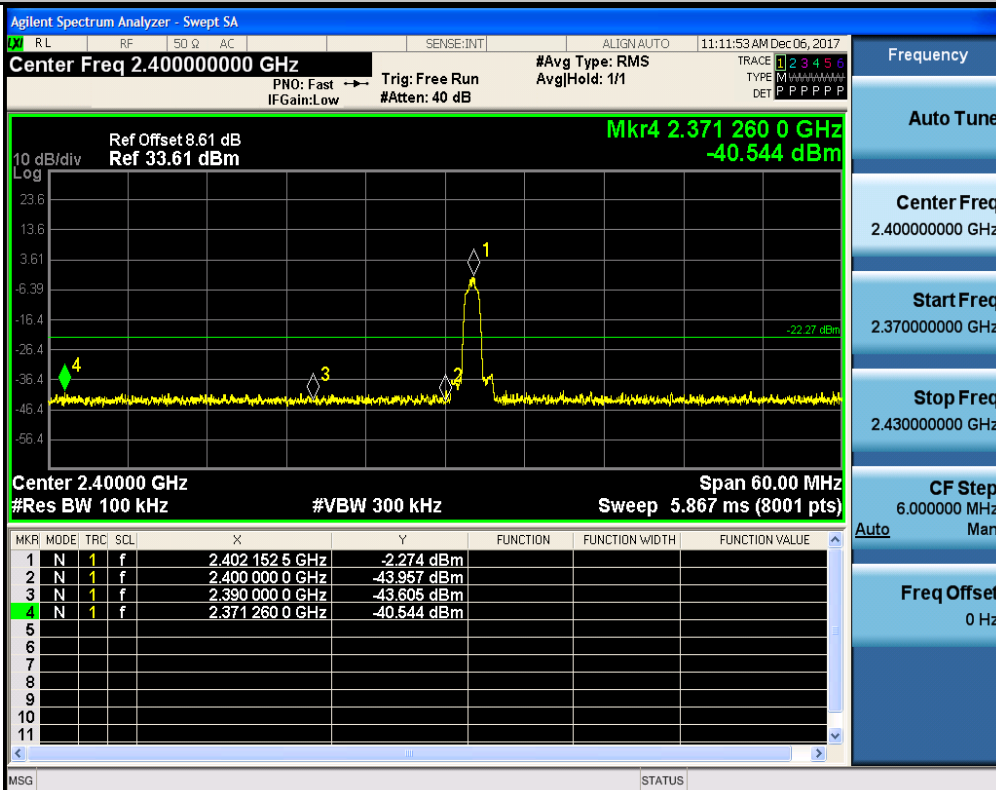 Agilent Spectrum Analyzer - Swept SA
LXI RL RF 50 Ω AC SENSE:INT ALIGN AUTO 11:11:53 AM Dec 06, 2017
Center Freq 2.400000000 GHz
PNO: Fast
IFGain:Low
Trig: Free Run
#Atten: 40 dB
#Avg Type: RMS
Avg|Hold: 1/1
TRACE 1 2 3 4 5 6
TYPE M
DET P P P P P P
Ref Offset 8.61 dB
10 dB/div Ref 33.61 dBm
Log
Mkr4 2.371 260 0 GHz
-40.544 dBm
23.6
13.6
3.61
-6.39
-16.4
-26.4
-36.4
-46.4
-56.4
1
-22.27 dBm
4
3
2
Center 2.40000 GHz Span 60.00 MHz
#Res BW 100 kHz #VBW 300 kHz Sweep 5.867 ms (8001 pts)
MKR MODE TRC SCL X Y FUNCTION FUNCTION WIDTH FUNCTION VALUE
1 N 1 f 2.402 152 5 GHz -2.274 dBm
2 N 1 f 2.400 000 0 GHz -43.957 dBm
3 N 1 f 2.390 000 0 GHz -43.605 dBm
4 N 1 f 2.371 260 0 GHz -40.544 dBm
5
6
7
8
9
10
11
MSG STATUS
Frequency
Auto Tune
Center Freq
2.400000000 GHz
Start Freq
2.370000000 GHz
Stop Freq
2.430000000 GHz
CF Step
6.000000 MHz
Auto Man
Freq Offset
0 Hz